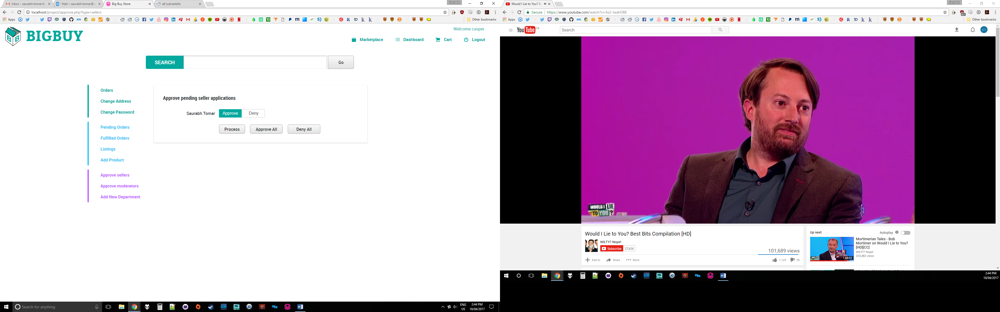 Inbox - saurabh.tomar@
Mail – saurabh.tomar@
Big Buy Store
all subreddits
Saurabh
localhost/project/approve.php?type=sellers
Apps
Other bookmarks
BIGBUY
Welcome casper
Marketplace
Dashboard
Cart
Logout
SEARCH
Go
Orders
Change Address
Change Password
Pending Orders
Fulfilled Orders
Listings
Add Product
Approve sellers
Approve moderators
Add New Department
Approve pending seller applications
Saurabh Tomar
Approve
Deny
Process
Approve All
Deny All
Search for anything
ENG
US
2:44 PM
10/04/2017
Would I Lie to You? B
Saurabh
Secure
https://www.youtube.com/watch?v=As2-JwaH3BE
Apps
Other bookmarks
YouTube CA
Search
WOULD I LIE
TO YOU?
Would I Lie to You? Best Bits Compilation [HD]
WILTY? Nope!
Subscribe
27,626
101,689 views
Add to
Share
More
1,129
38
Up next
Autoplay
Mortimerian Tales - Bob
Mortimer on Would I Lie to You?
[HD][CC]
WILTY? Nope!
253,482 views
50:37
2:44 PM
10/04/2017